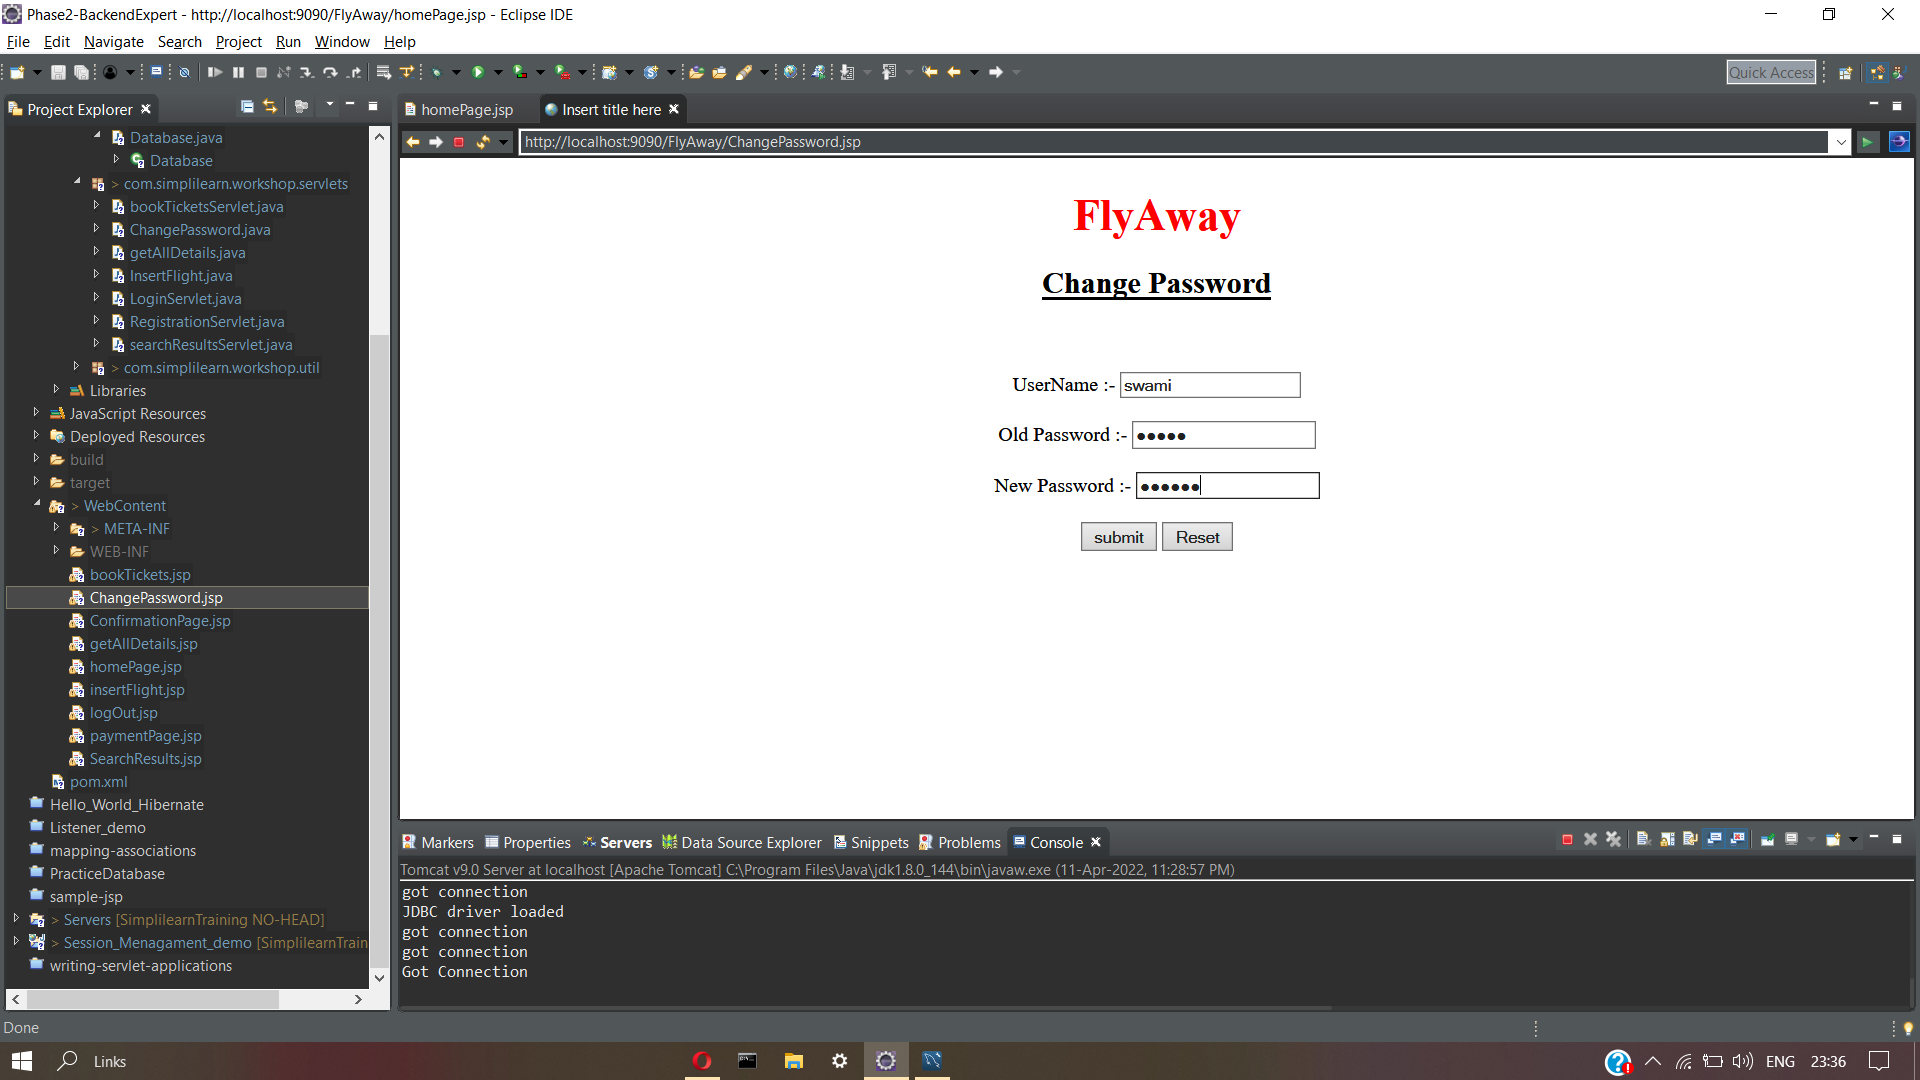 Phase2-BackendExpert - http://localhost:9090/FlyAway/homePage.jsp - Eclipse IDE
File Edit Navigate Search Project Run Window Help
Quick Access
Project Explorer
homePage.jsp
Insert title here
http://localhost:9090/FlyAway/ChangePassword.jsp
Database.java
Database
> com.simplilearn.workshop.servlets
bookTicketsServlet.java
ChangePassword.java
getAllDetails.java
InsertFlight.java
LoginServlet.java
RegistrationServlet.java
searchResultsServlet.java
> com.simplilearn.workshop.util
Libraries
JavaScript Resources
Deployed Resources
build
target
> WebContent
> META-INF
WEB-INF
bookTickets.jsp
ChangePassword.jsp
ConfirmationPage.jsp
getAllDetails.jsp
homePage.jsp
insertFlight.jsp
logOut.jsp
paymentPage.jsp
SearchResults.jsp
pom.xml
Hello_World_Hibernate
Listener_demo
mapping-associations
PracticeDatabase
sample-jsp
> Servers [SimplilearnTraining NO-HEAD]
> Session_Menagament_demo [SimplilearnTrain
writing-servlet-applications
FlyAway
Change Password
UserName :- swami
Old Password :- ●●●●●
New Password :- ●●●●●●
submit Reset
Markers Properties Servers Data Source Explorer Snippets Problems Console
Tomcat v9.0 Server at localhost [Apache Tomcat] C:\Program Files\Java\jdk1.8.0_144\bin\javaw.exe (11-Apr-2022, 11:28:57 PM)
got connection
JDBC driver loaded
got connection
got connection
Got Connection
Done
Links
ENG 23:36